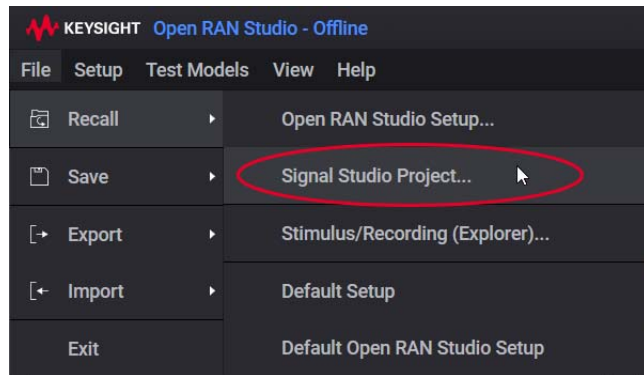 KEYSIGHT Open RAN Studio - Offline
File Setup Test Models View Help
Recall
Open RAN Studio Setup...
Save
Signal Studio Project...
Export
Stimulus/Recording (Explorer)...
Import
Default Setup
Exit
Default Open RAN Studio Setup